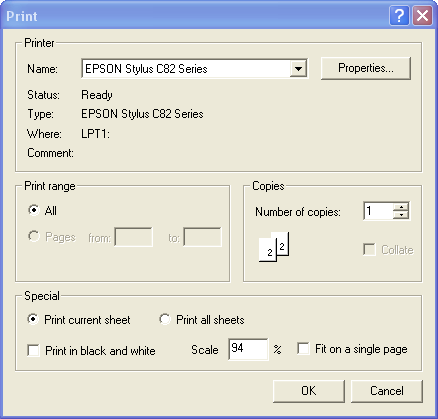 Print
Printer
Name: EPSON Stylus C82 Series Properties...
Status: Ready
Type: EPSON Stylus C82 Series
Where: LPT1:
Comment:
Print range
All
Pages from: to:
Copies
Number of copies: 1
2 2
Collate
Special
Print current sheet Print all sheets
Print in black and white Scale 94 % Fit on a single page
OK Cancel